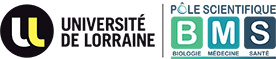 UNIVERSITÉ
DE LORRAINE
PÔLE SCIENTIFIQUE
BMS
BIOLOGIE MÉDECINE SANTÉ